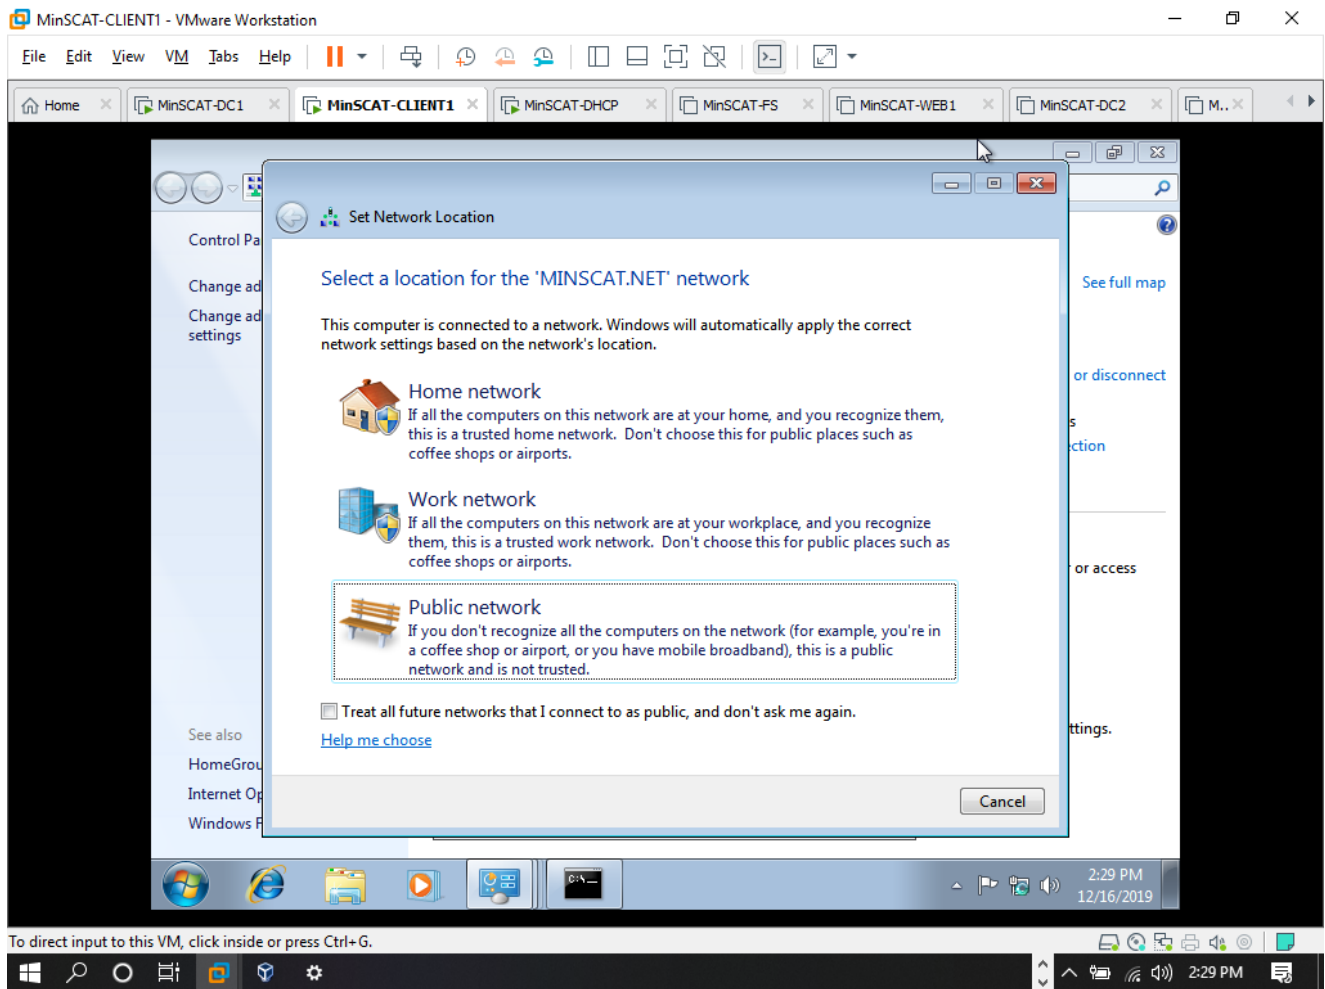 MinSCAT-CLIENT1 - VMware Workstation
File Edit View VM Tabs Help
Home MinSCAT-DC1 MinSCAT-CLIENT1 MinSCAT-DHCP MinSCAT-FS MinSCAT-WEB1 MinSCAT-DC2 M..
Set Network Location
Control Pa
Change ad
Change ad
settings
See also
HomeGrou
Internet Op
Windows F
Select a location for the 'MINSCAT.NET' network
This computer is connected to a network. Windows will automatically apply the correct
network settings based on the network's location.
Home network
If all the computers on this network are at your home, and you recognize them,
this is a trusted home network. Don't choose this for public places such as
coffee shops or airports.
Work network
If all the computers on this network are at your workplace, and you recognize
them, this is a trusted work network. Don't choose this for public places such as
coffee shops or airports.
Public network
If you don't recognize all the computers on the network (for example, you're in
a coffee shop or airport, or you have mobile broadband), this is a public
network and is not trusted.
Treat all future networks that I connect to as public, and don't ask me again.
Help me choose
Cancel
See full map
or disconnect
s
ction
or access
ttings.
C:\
2:29 PM
12/16/2019
To direct input to this VM, click inside or press Ctrl+G.
2:29 PM